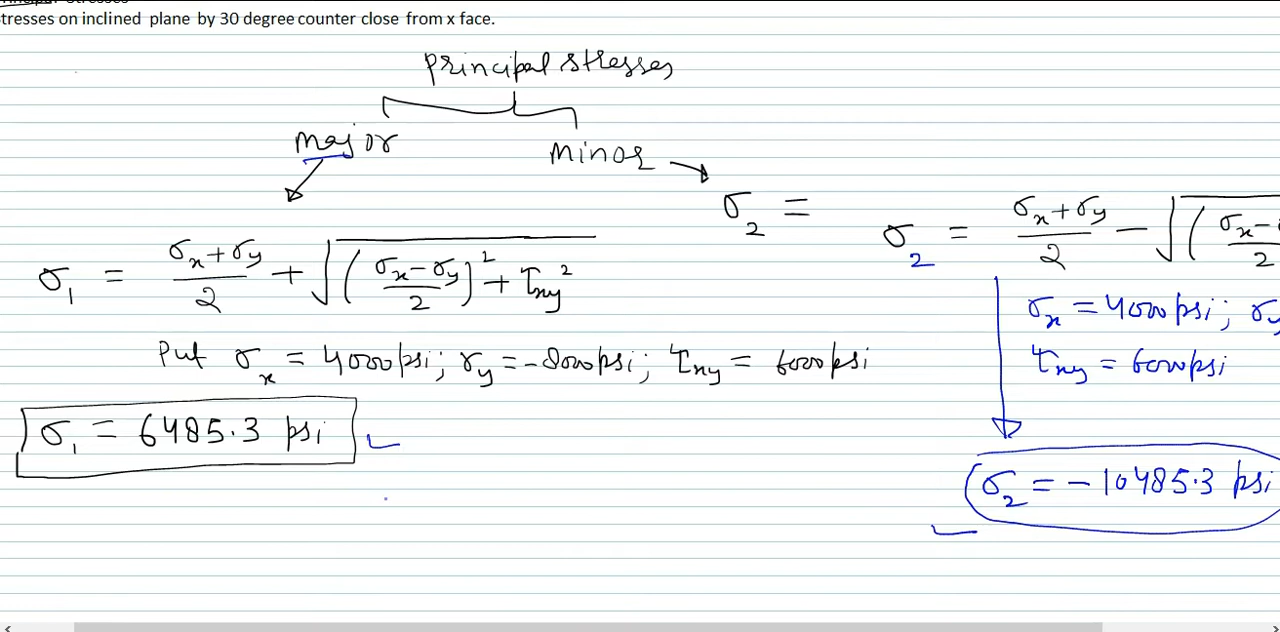 tresses on inclined plane by 30 degree counter close from x face.
Principal stresses
Major
Minor
σ₂ =
σ₁ = (σx + σy)/2 + √(((σx − σy)/2)² + τxy²)
σ₂ = (σx + σy)/2 − √((σx −
2
Put σx = 4000 psi; σy = -8000 psi; τxy = 6000 psi
σx = 4000 psi; σy
τxy = 6000 psi
σ₁ = 6485.3 psi
σ₂ = - 10485.3 psi